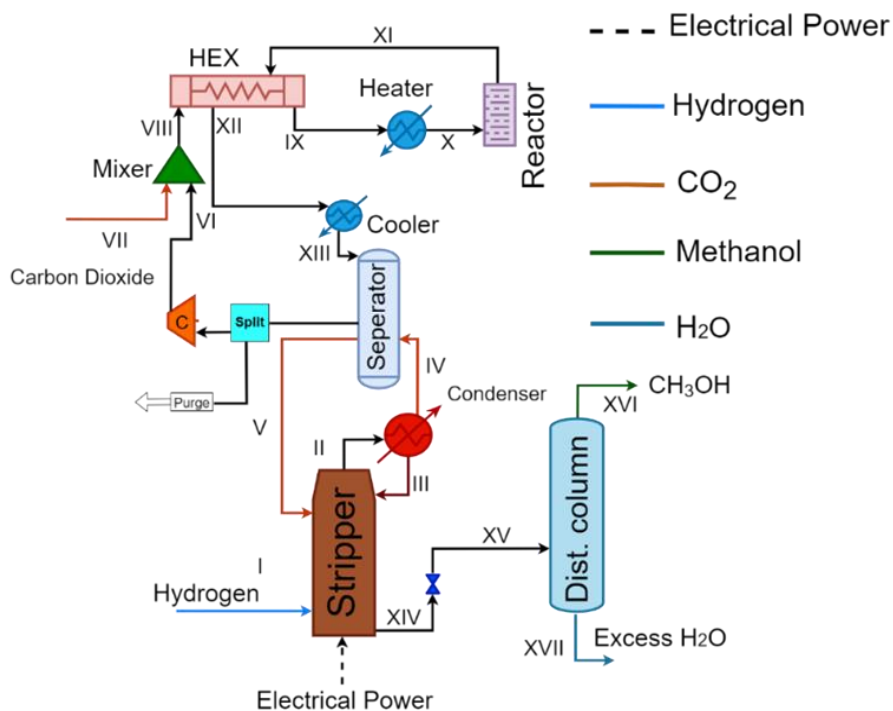 XI
HEX
Heater
VIII
XII
IX
X
Reactor
Mixer
VII
VI
Cooler
XIII
Carbon Dioxide
C
Split
Seperator
IV
Purge
V
Condenser
II
III
Stripper
I
Hydrogen
XIV
XV
Electrical Power
Dist. column
XVI
CH₃OH
XVII
Excess H₂O
Electrical Power
Hydrogen
CO₂
Methanol
H₂O